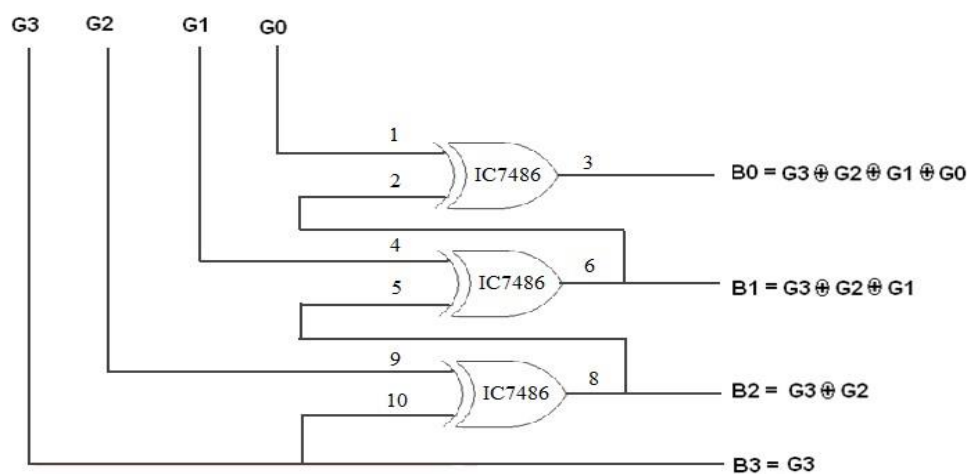 G3 G2 G1 G0
1
2
IC7486
3
B0 = G3 ⊕ G2 ⊕ G1 ⊕ G0
4
5
IC7486
6
B1 = G3 ⊕ G2 ⊕ G1
9
10
IC7486
8
B2 = G3 ⊕ G2
B3 = G3